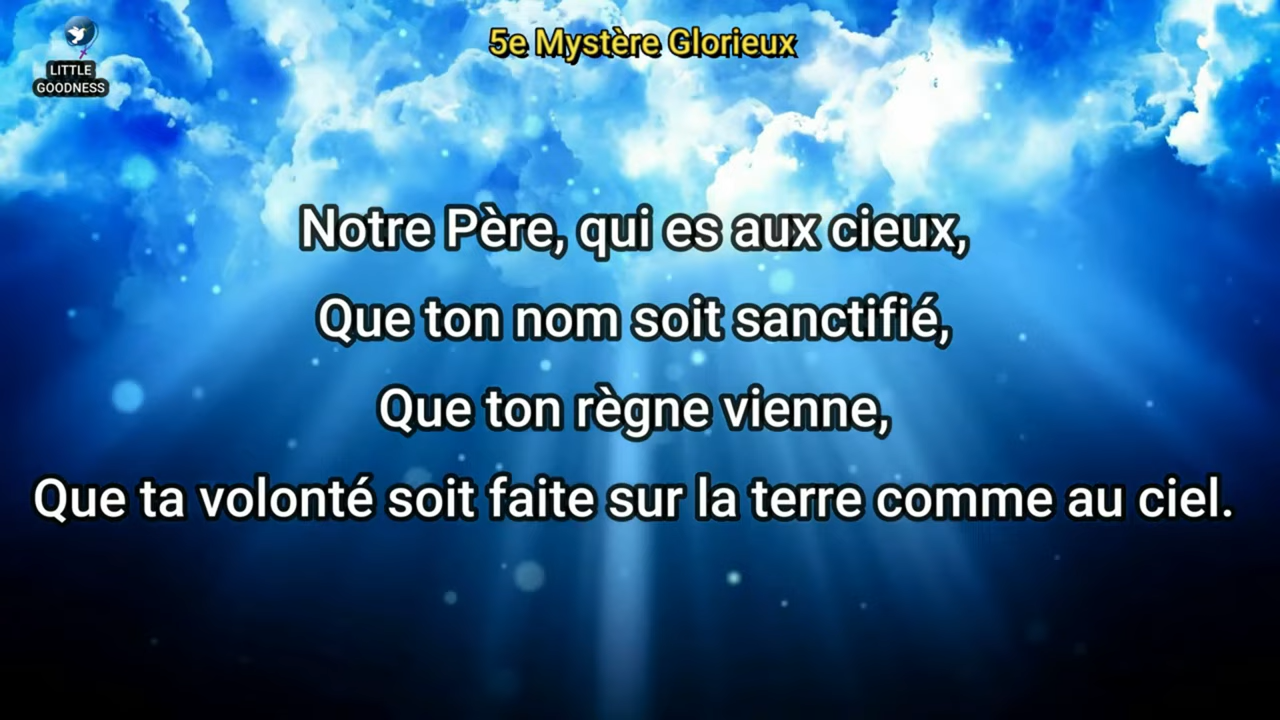 5e Mystère Glorieux
LITTLE
GOODNESS
Notre Père, qui es aux cieux,
Que ton nom soit sanctifié,
Que ton règne vienne,
Que ta volonté soit faite sur la terre comme au ciel.